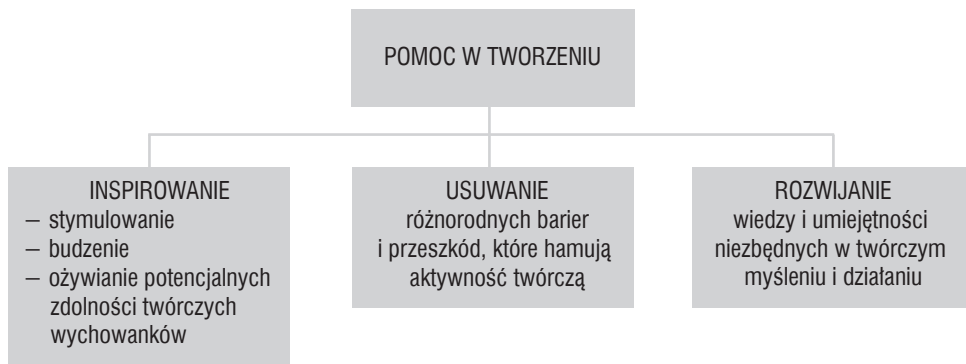 POMOC W TWORZENIU
INSPIROWANIE
– stymulowanie
– budzenie
– ożywianie potencjalnych
zdolności twórczych
wychowanków
USUWANIE
różnorodnych barier
i przeszkód, które hamują
aktywność twórczą
ROZWIJANIE
wiedzy i umiejętności
niezbędnych w twórczym
myśleniu i działaniu